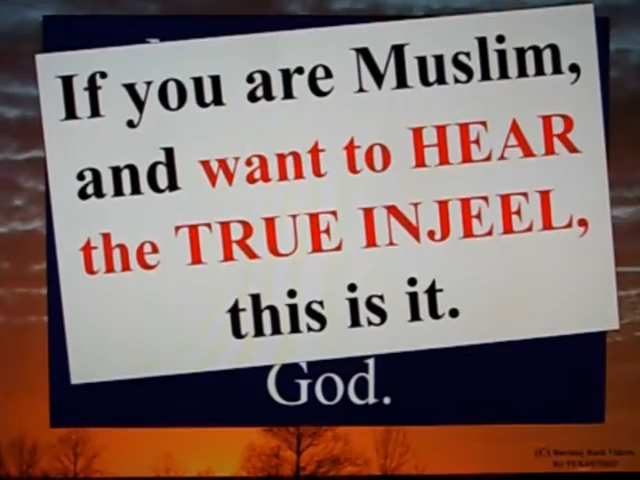 If you are Muslim,
and want to HEAR
the TRUE INJEEL,
this is it.
God.